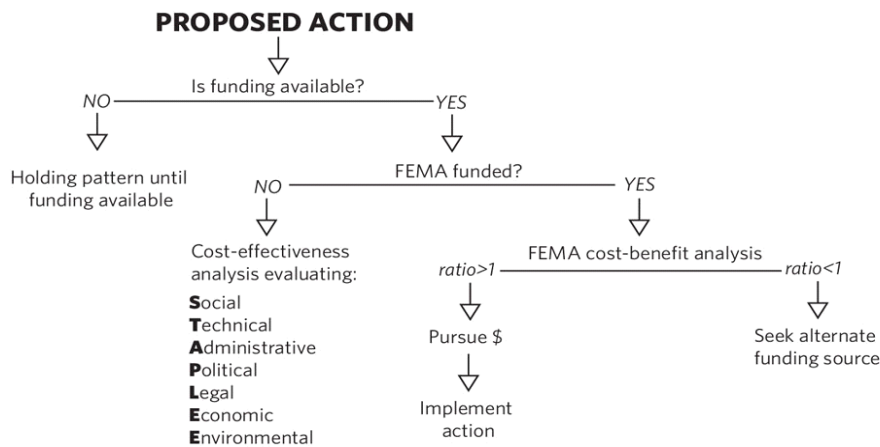 PROPOSED ACTION
Is funding available?
NO
YES
Holding pattern until
funding available
FEMA funded?
NO
YES
Cost-effectiveness
analysis evaluating:
Social
Technical
Administrative
Political
Legal
Economic
Environmental
FEMA cost-benefit analysis
ratio>1
ratio<1
Pursue $
Implement
action
Seek alternate
funding source